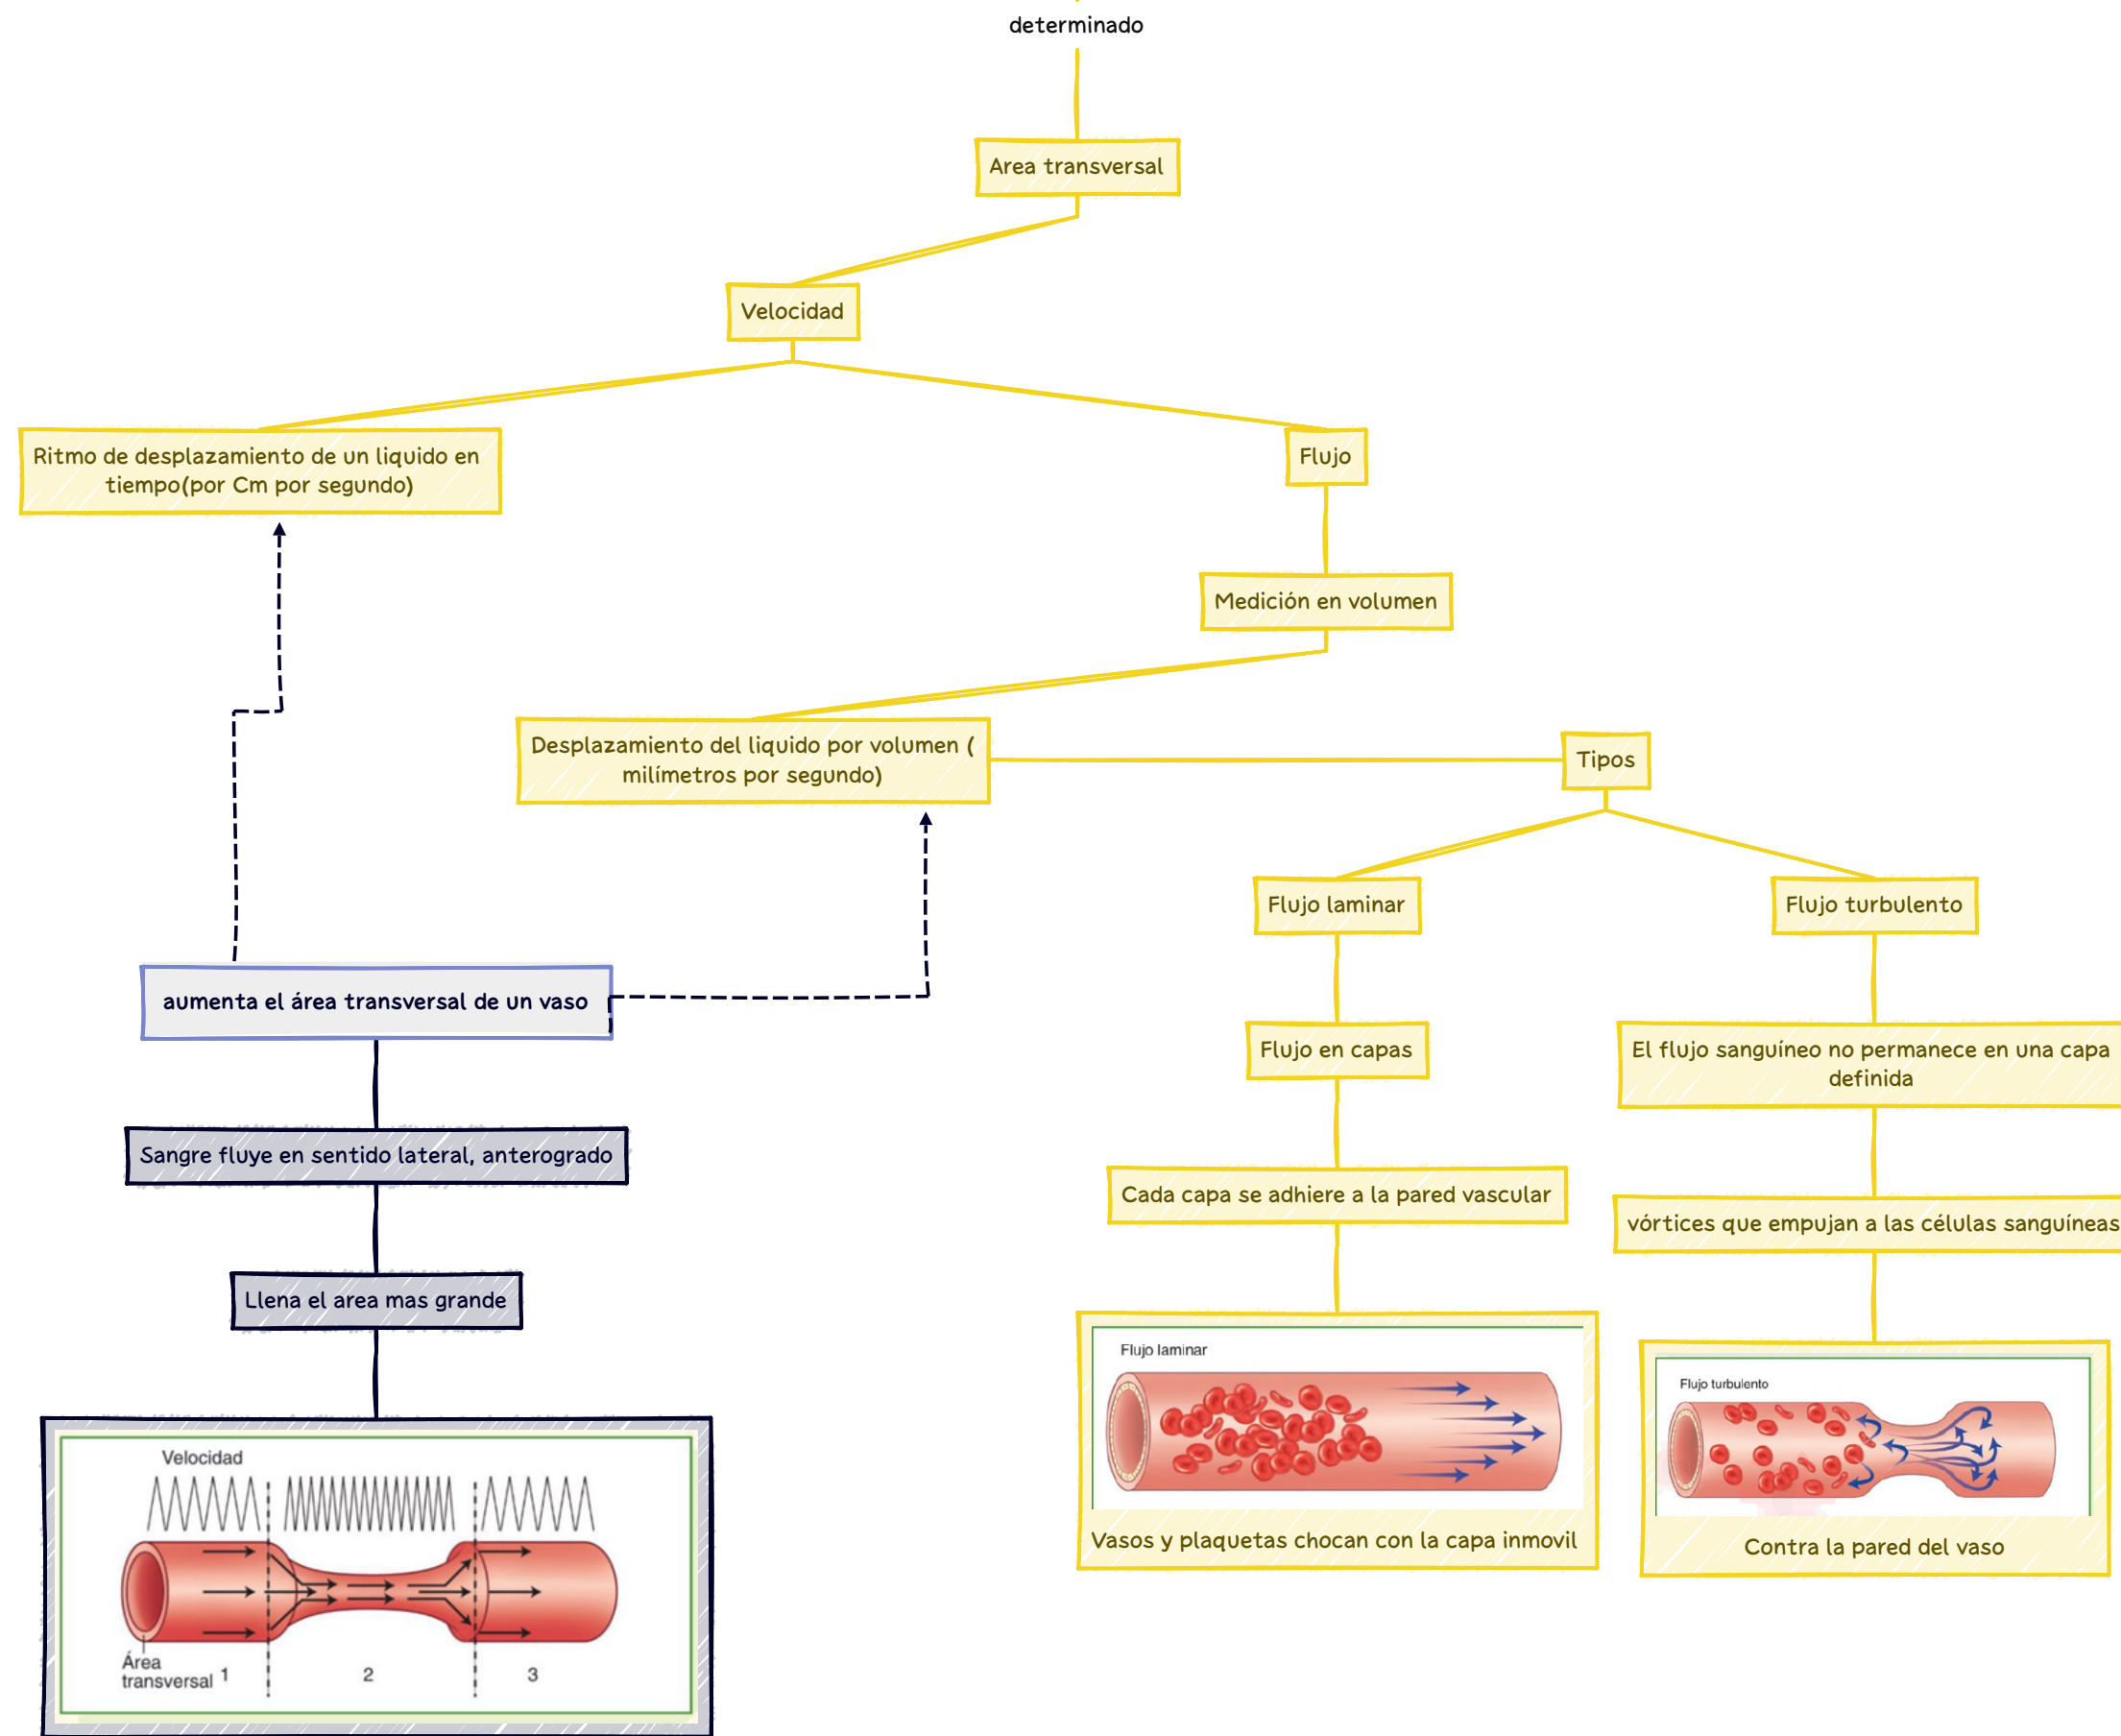 determinado
Area transversal
Velocidad
Ritmo de desplazamiento de un liquido en
tiempo(por Cm por segundo)
Flujo
Medición en volumen
Desplazamiento del liquido por volumen (
milímetros por segundo)
Tipos
Flujo laminar
Flujo turbulento
aumenta el área transversal de un vaso
Flujo en capas
El flujo sanguíneo no permanece en una capa
definida
Sangre fluye en sentido lateral, anterogrado
Cada capa se adhiere a la pared vascular
vórtices que empujan a las células sanguíneas
Llena el area mas grande
Flujo laminar
Vasos y plaquetas chocan con la capa inmovil
Flujo turbulento
Contra la pared del vaso
Velocidad
Área
transversal 1
2
3